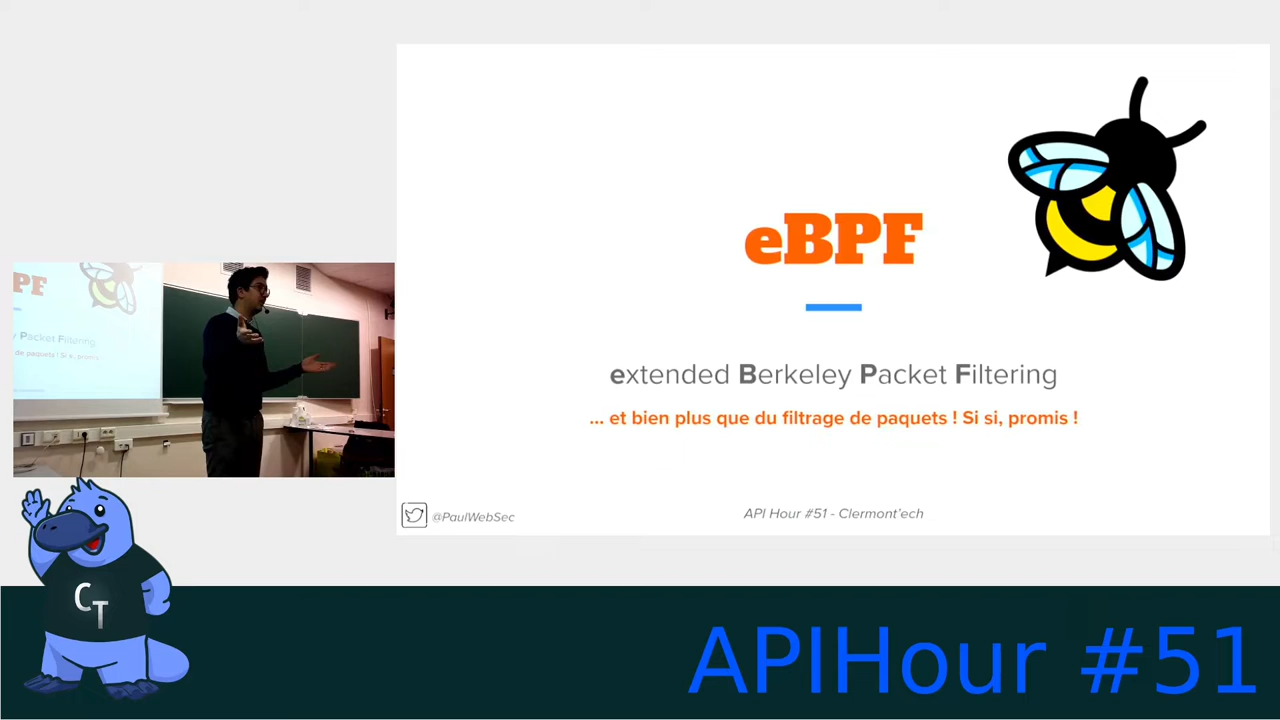 eBPF
extended Berkeley Packet Filtering
... et bien plus que du filtrage de paquets ! Si si, promis !
@PaulWebSec
API Hour #51 - Clermont'ech
PF
y Packet Filtering
de paquets ! Si si, promis
CT
APIHour #51